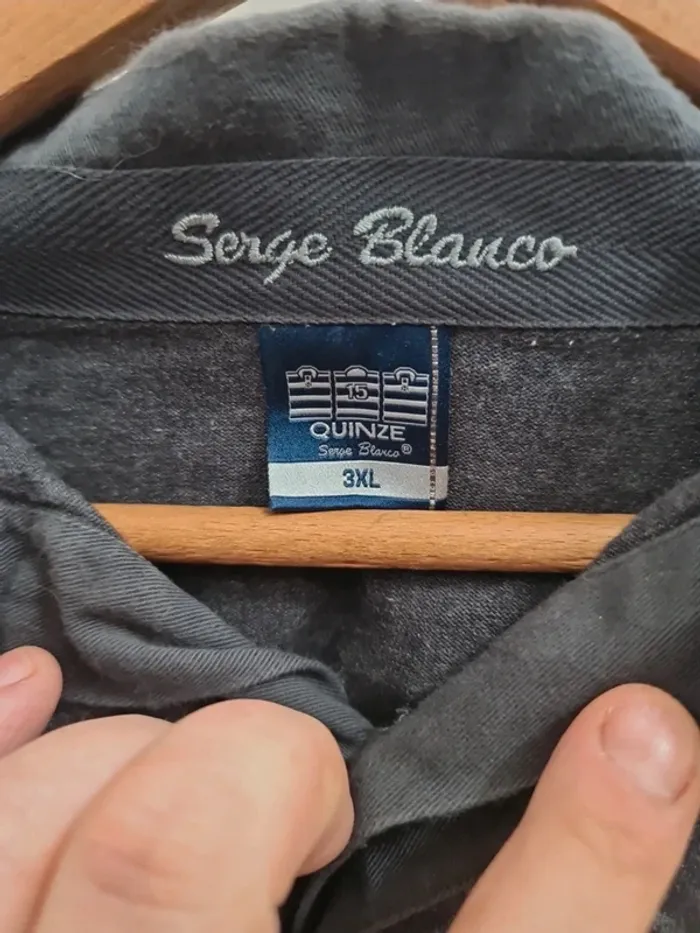 Serge Blanco
15
QUINZE
Serge Blanco®
3XL